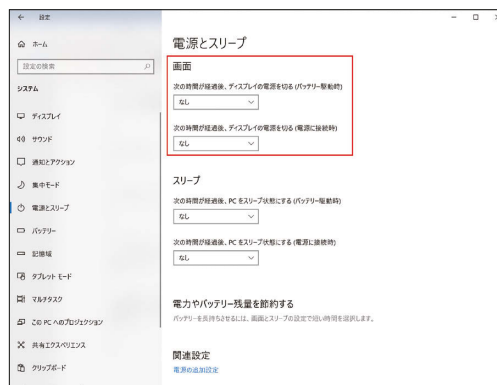 設定
ホーム
設定の検索
システム
ディスプレイ
サウンド
通知とアクション
集中モード
電源とスリープ
バッテリー
記憶域
タブレット モード
マルチタスク
この PC へのプロジェクション
共有エクスペリエンス
クリップボード
電源とスリープ
画面
次の時間が経過後、ディスプレイの電源を切る (バッテリー駆動時)
なし
次の時間が経過後、ディスプレイの電源を切る (電源に接続時)
なし
スリープ
次の時間が経過後、PC をスリープ状態にする (バッテリー駆動時)
なし
次の時間が経過後、PC をスリープ状態にする (電源に接続時)
なし
電力やバッテリー残量を節約する
バッテリーを長持ちさせるには、画面とスリープの設定で短い時間を選択します。
関連設定
電源の追加設定